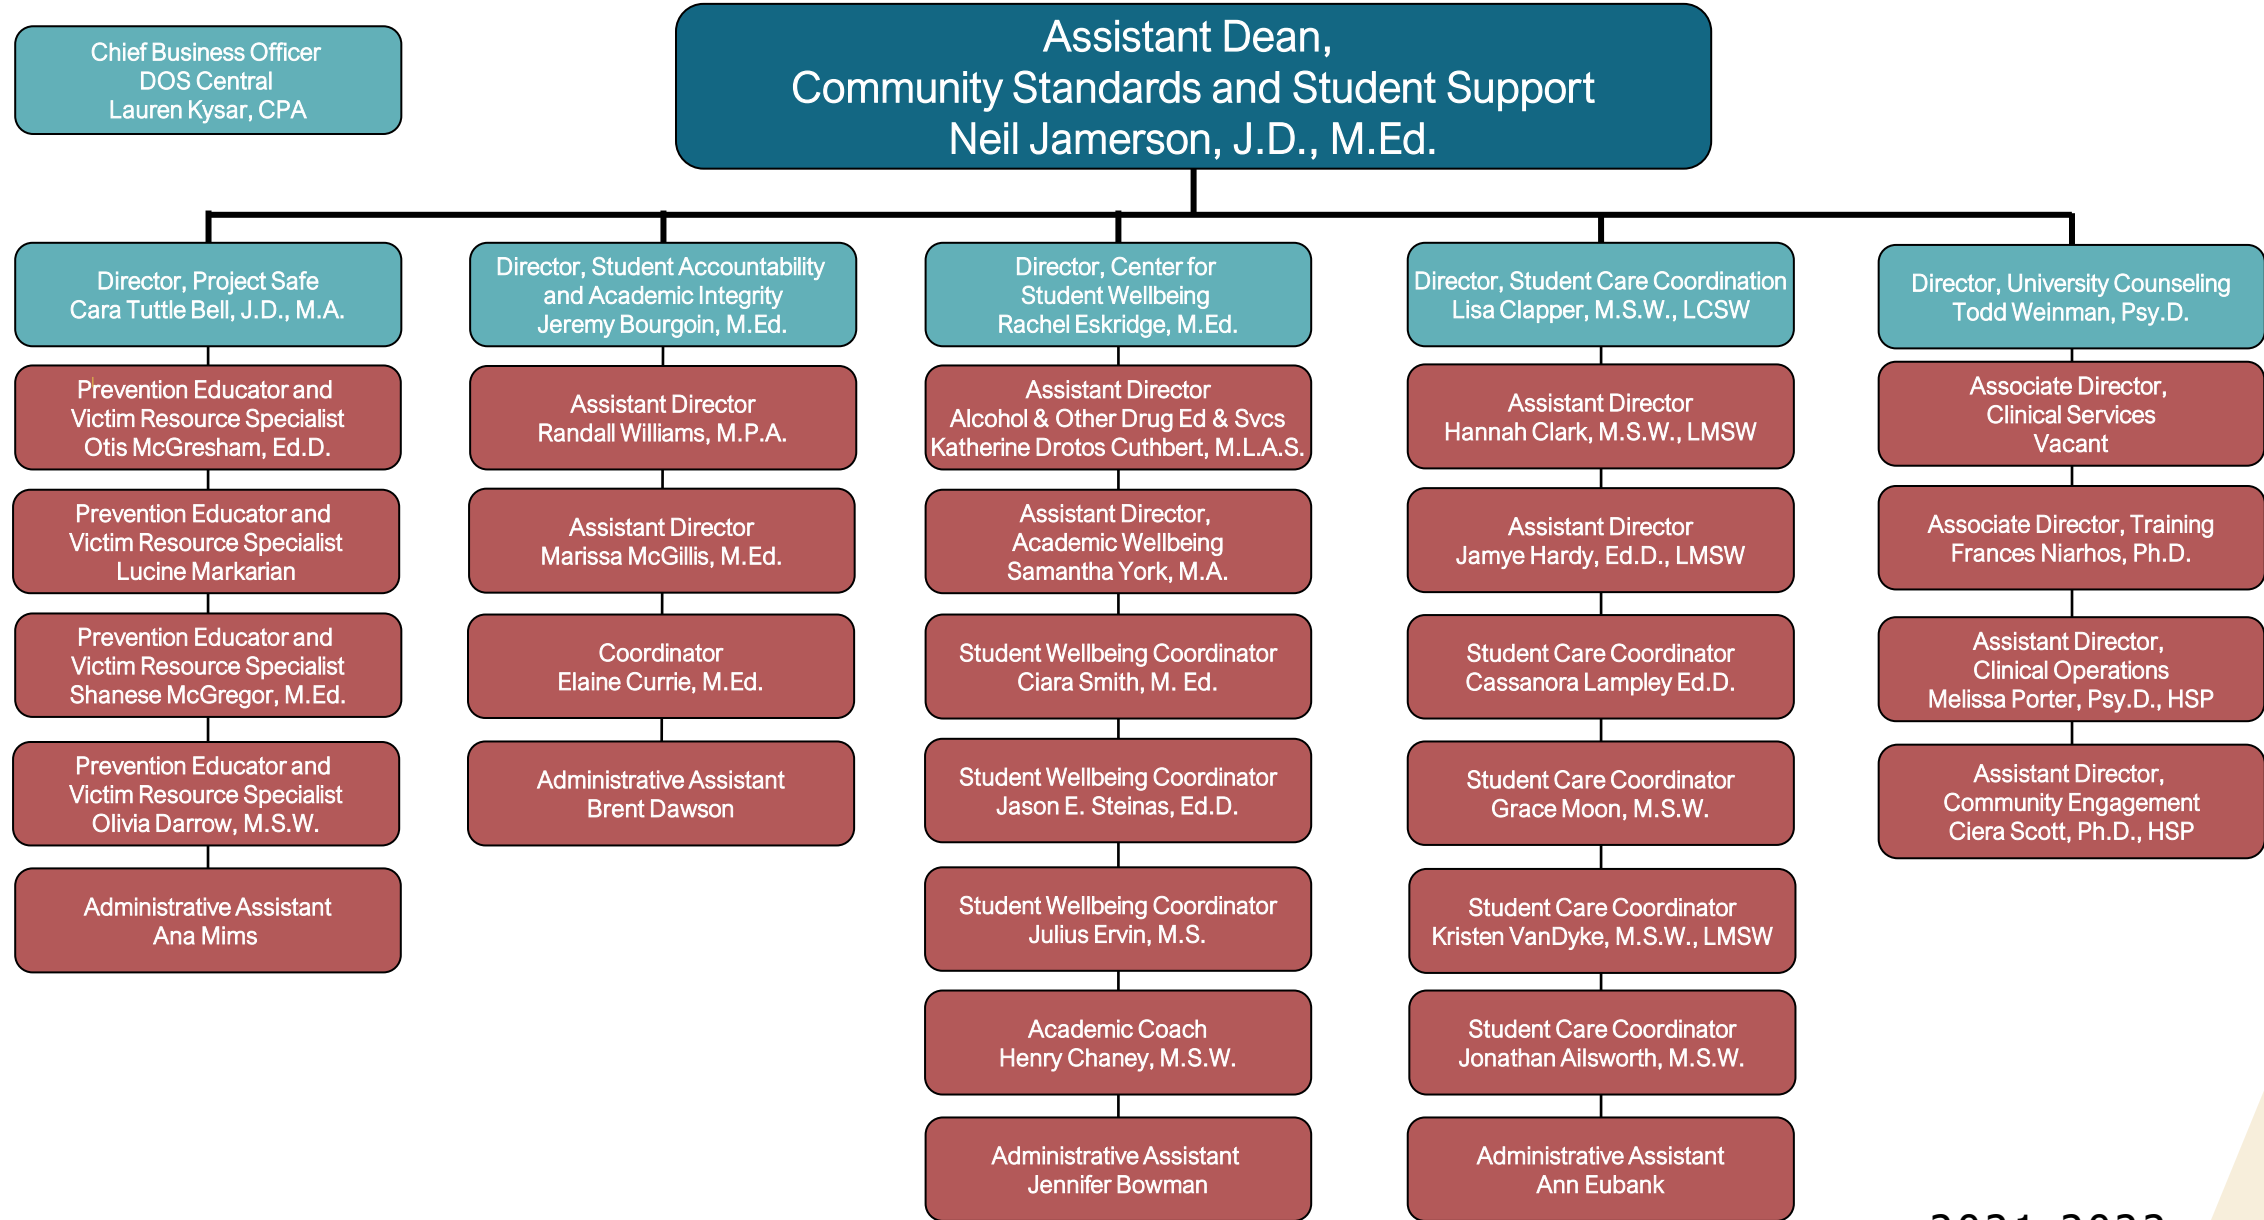 Chief Business Officer
DOS Central
Lauren Kysar, CPA
Assistant Dean,
Community Standards and Student Support
Neil Jamerson, J.D., M.Ed.
Director, Project Safe
Cara Tuttle Bell, J.D., M.A.
Prevention Educator and
Victim Resource Specialist
Otis McGresham, Ed.D.
Prevention Educator and
Victim Resource Specialist
Lucine Markarian
Prevention Educator and
Victim Resource Specialist
Shanese McGregor, M.Ed.
Prevention Educator and
Victim Resource Specialist
Olivia Darrow, M.S.W.
Administrative Assistant
Ana Mims
Director, Student Accountability
and Academic Integrity
Jeremy Bourgoin, M.Ed.
Assistant Director
Randall Williams, M.P.A.
Assistant Director
Marissa McGillis, M.Ed.
Coordinator
Elaine Currie, M.Ed.
Administrative Assistant
Brent Dawson
Director, Center for
Student Wellbeing
Rachel Eskridge, M.Ed.
Assistant Director
Alcohol & Other Drug Ed & Svcs
Katherine Drotos Cuthbert, M.L.A.S.
Assistant Director,
Academic Wellbeing
Samantha York, M.A.
Student Wellbeing Coordinator
Ciara Smith, M. Ed.
Student Wellbeing Coordinator
Jason E. Steinas, Ed.D.
Student Wellbeing Coordinator
Julius Ervin, M.S.
Academic Coach
Henry Chaney, M.S.W.
Administrative Assistant
Jennifer Bowman
Director, Student Care Coordination
Lisa Clapper, M.S.W., LCSW
Assistant Director
Hannah Clark, M.S.W., LMSW
Assistant Director
Jamye Hardy, Ed.D., LMSW
Student Care Coordinator
Cassanora Lampley Ed.D.
Student Care Coordinator
Grace Moon, M.S.W.
Student Care Coordinator
Kristen VanDyke, M.S.W., LMSW
Student Care Coordinator
Jonathan Ailsworth, M.S.W.
Administrative Assistant
Ann Eubank
Director, University Counseling
Todd Weinman, Psy.D.
Associate Director,
Clinical Services
Vacant
Associate Director, Training
Frances Niarhos, Ph.D.
Assistant Director,
Clinical Operations
Melissa Porter, Psy.D., HSP
Assistant Director,
Community Engagement
Ciera Scott, Ph.D., HSP